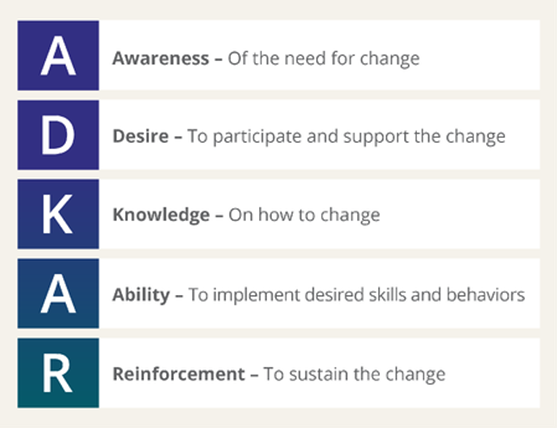 A
Awareness – Of the need for change
D
Desire – To participate and support the change
K
Knowledge – On how to change
A
Ability – To implement desired skills and behaviors
R
Reinforcement – To sustain the change